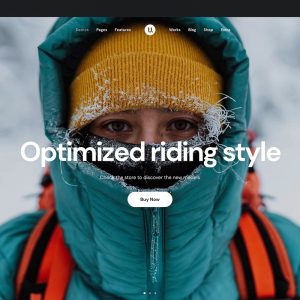 Demos Pages Features U. Works Blog Shop Extra
Optimized riding style
Check the store to discover the new models
Buy Now